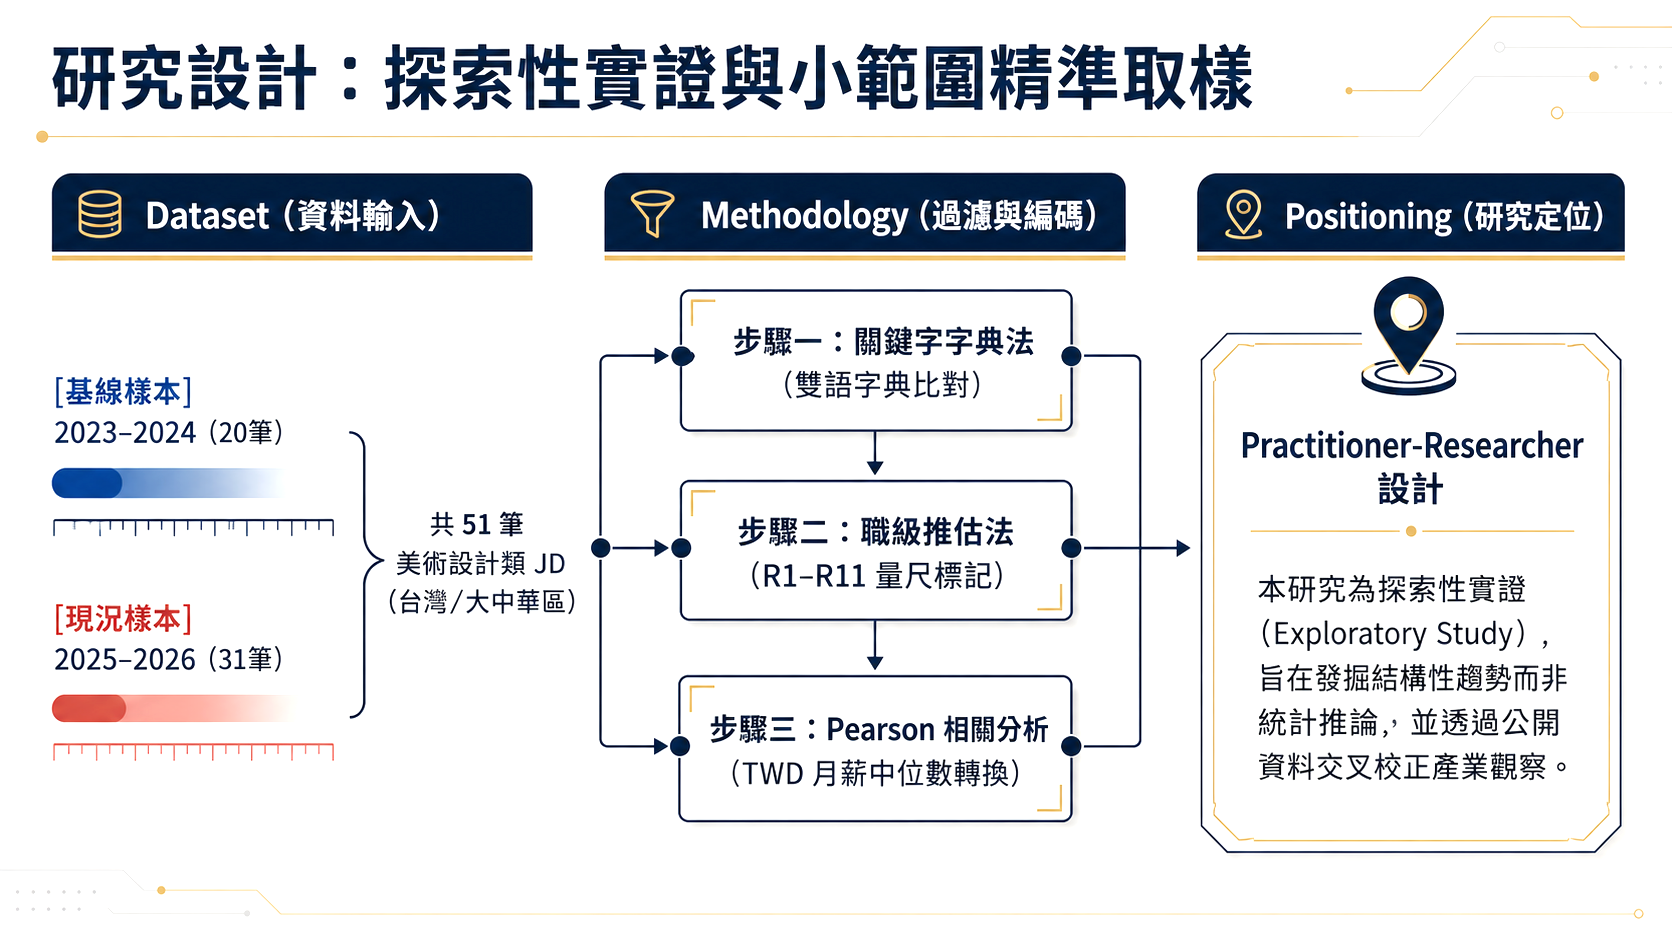 研究設計：探索性實證與小範圍精準取樣
Dataset（資料輸入）
[基線樣本]
2023–2024（20筆）
[現況樣本]
2025–2026（31筆）
共 51 筆
美術設計類 JD
（台灣/大中華區）
Methodology（過濾與編碼）
步驟一：關鍵字字典法
（雙語字典比對）
步驟二：職級推估法
（R1–R11 量尺標記）
步驟三：Pearson 相關分析
（TWD 月薪中位數轉換）
Positioning（研究定位）
Practitioner-Researcher
設計
本研究為探索性實證
（Exploratory Study），
旨在發掘結構性趨勢而非
統計推論,，並透過公開
資料交叉校正產業觀察。